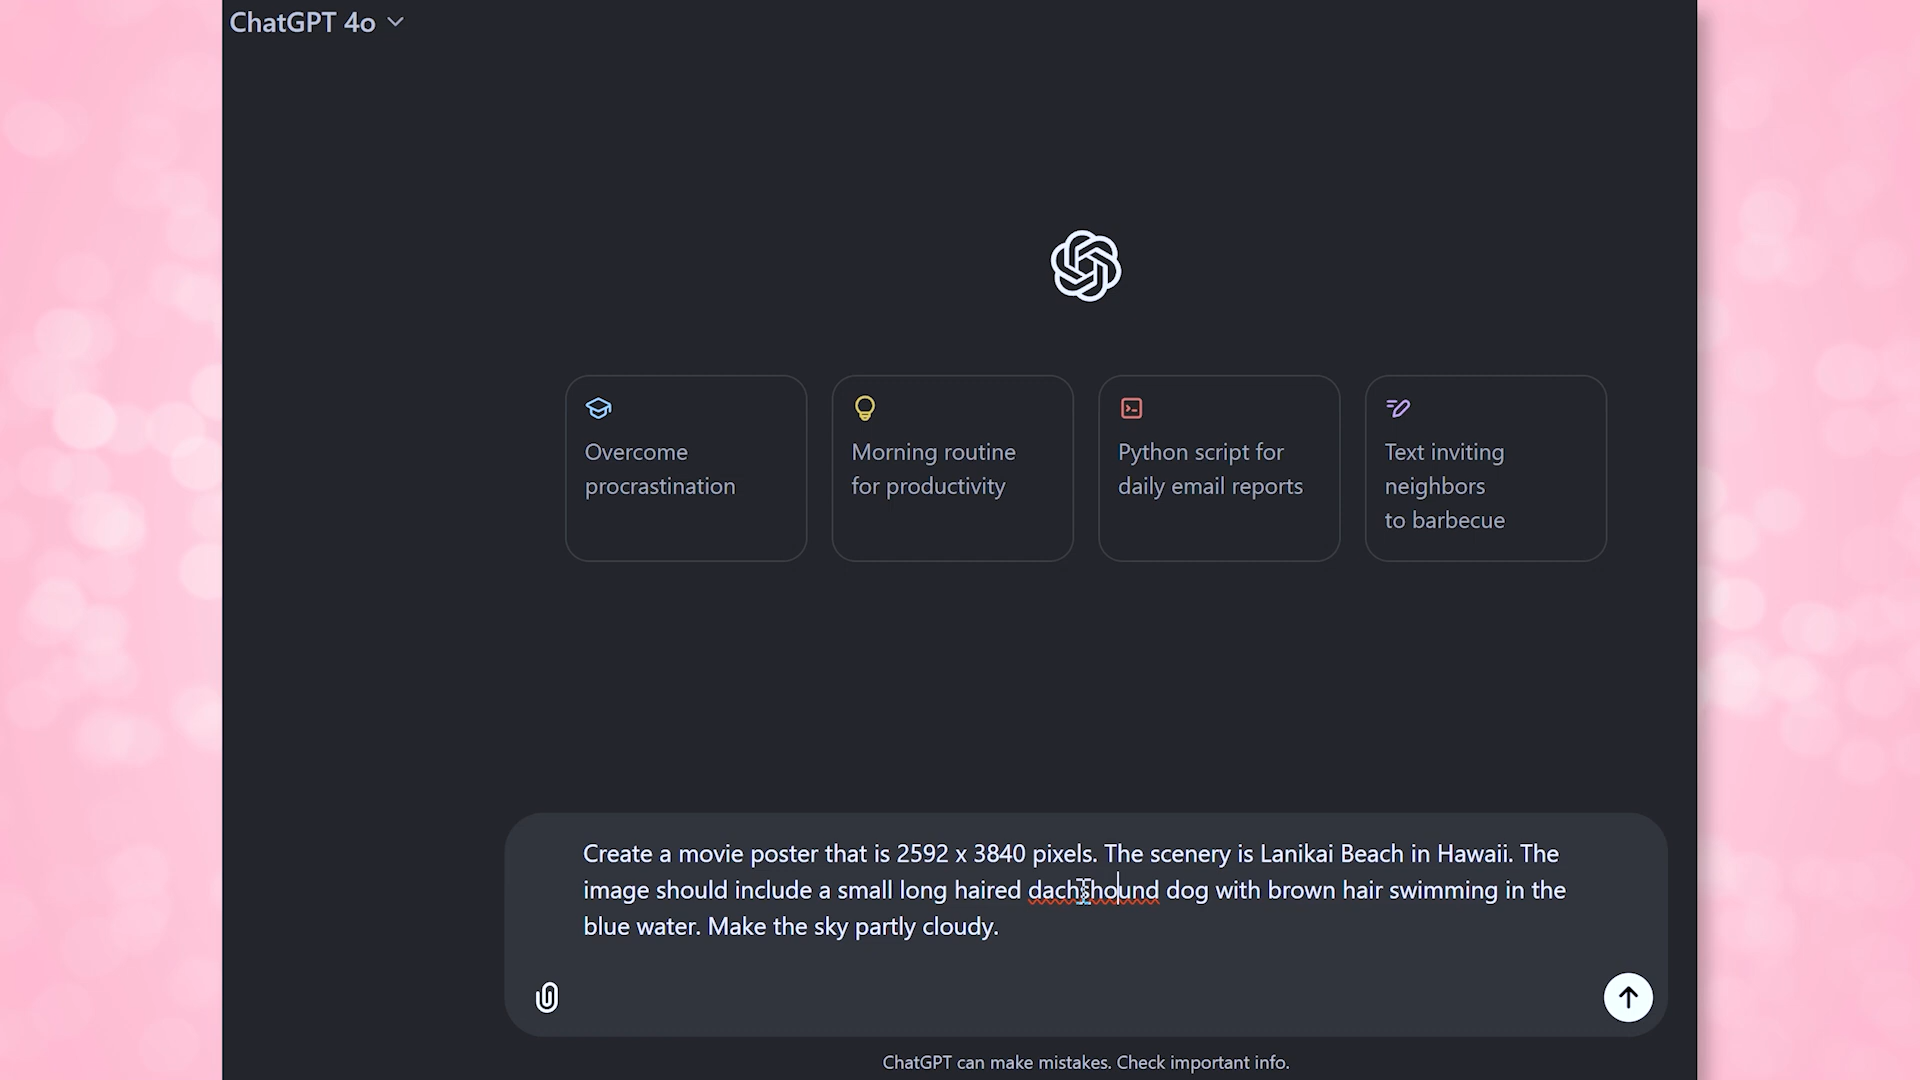 ChatGPT 4o
Overcome
procrastination
Morning routine
for productivity
Python script for
daily email reports
Text inviting
neighbors
to barbecue
Create a movie poster that is 2592 x 3840 pixels. The scenery is Lanikai Beach in Hawaii. The
image should include a small long haired dachshound dog with brown hair swimming in the
blue water. Make the sky partly cloudy.
ChatGPT can make mistakes. Check important info.